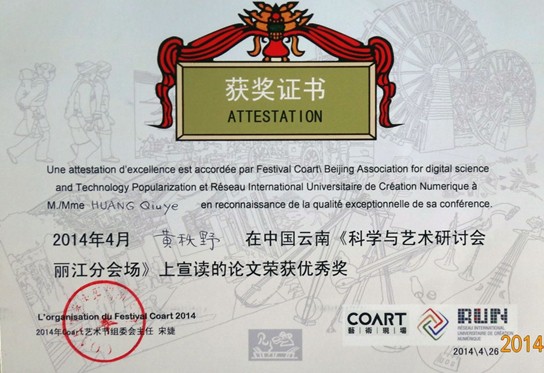 获奖证书
ATTESTATION
Une attestation d'excellence est accordée par Festival Coart\ Beijing Association for digital science
and Technology Popularization et Réseau International Universitaire de Création Numerique à
M./Mme HUANG Qiuye en reconnaissance de la qualité exceptionnelle de sa conférence.
2014年4月 黄秋野 在中国云南《科学与艺术研讨会
丽江分会场》上宣读的论文荣获优秀奖
L'organisation du Festival Coart 2014
2014年Coart艺术节组委会主任 宋婕
COART
藝術現場
RUN
RÉSEAU INTERNATIONAL
UNIVERSITAIRE DE CRÉATION
NUMÉRIQUE
2014\4\26
2014